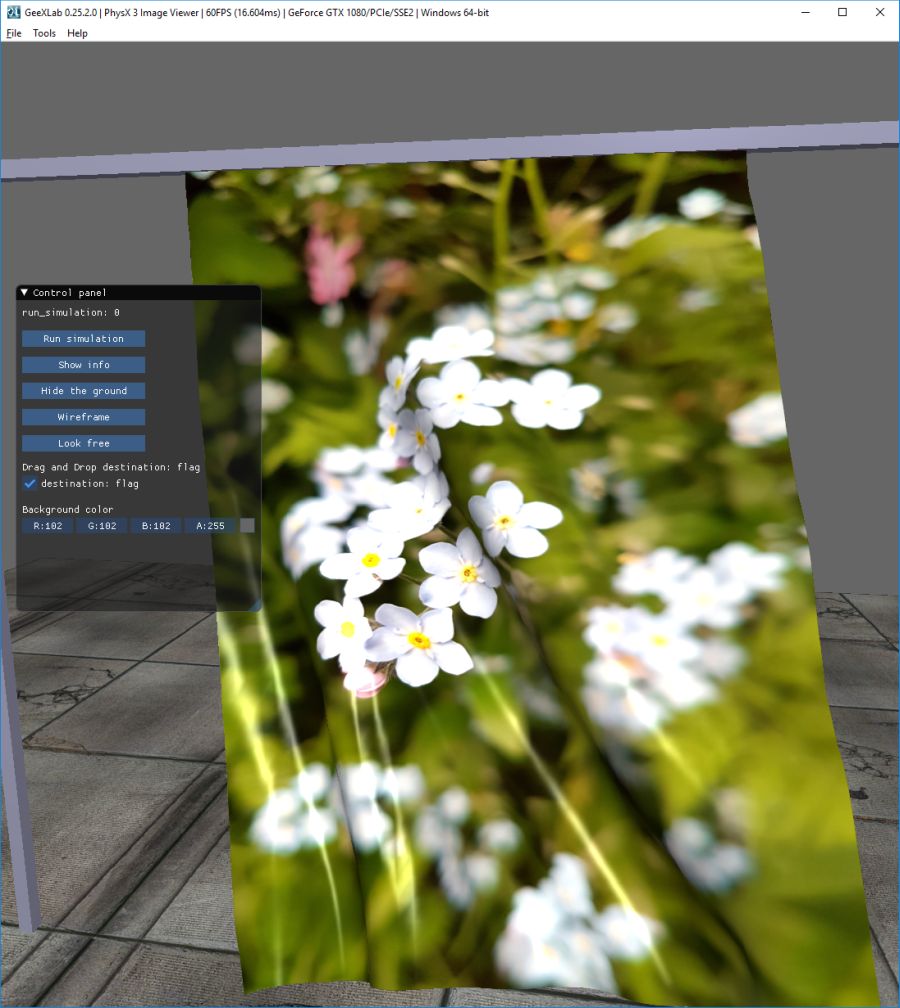 GeeXLab 0.25.2.0 | PhysX 3 Image Viewer | 60FPS (16.604ms) | GeForce GTX 1080/PCIe/SSE2 | Windows 64-bit
File Tools Help
Control panel
run_simulation: 0
Run simulation
Show info
Hide the ground
Wireframe
Look free
Drag and Drop destination: flag
destination: flag
Background color
R:102 G:102 B:102 A:255